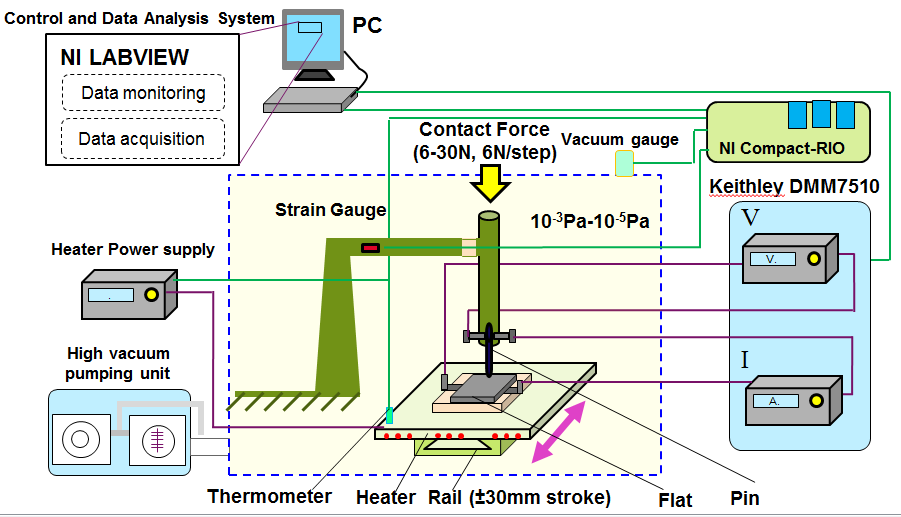 Control and Data Analysis System
PC
NI LABVIEW
Data monitoring
Data acquisition
Contact Force
(6-30N, 6N/step)
Vacuum gauge
NI Compact-RIO
Keithley DMM7510
Strain Gauge
10-3Pa-10-5Pa
V
V.
Heater Power supply
.
High vacuum
pumping unit
I
A.
Thermometer
Heater
Rail (±30mm stroke)
Flat
Pin